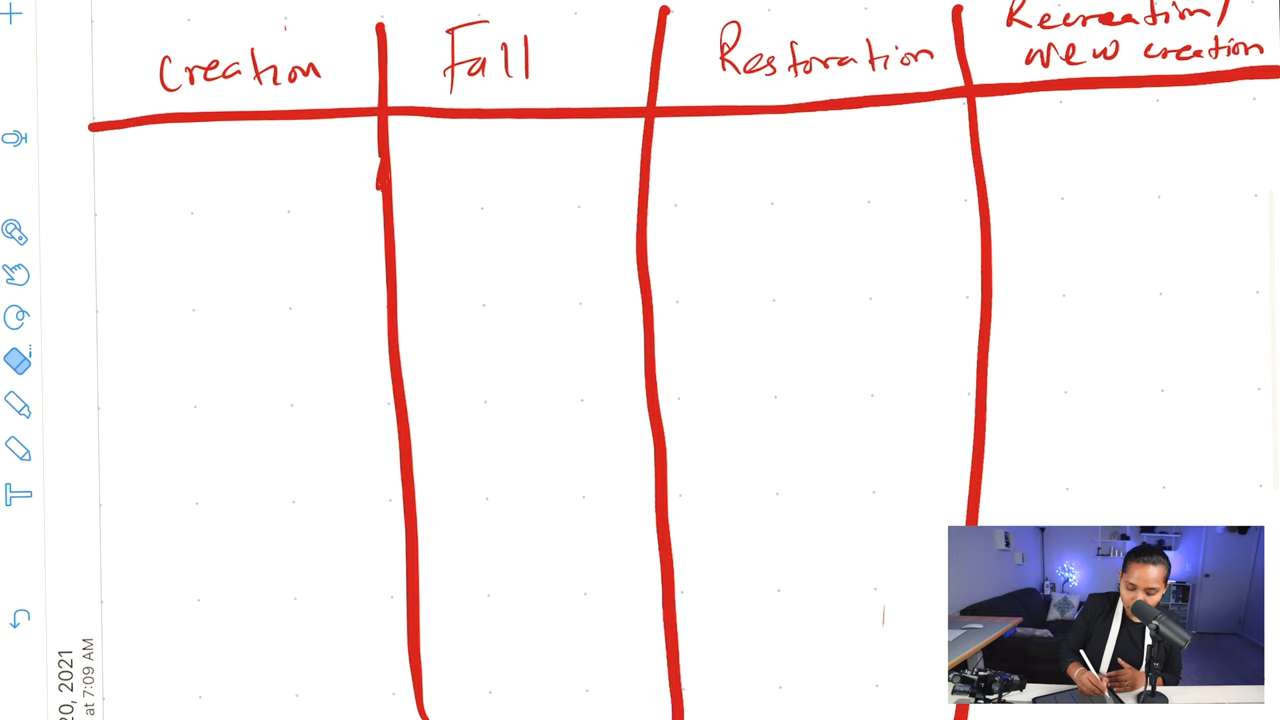 Creation
Fall
Restoration
Recreation/
New creation
20, 2021
at 7:09 AM
T